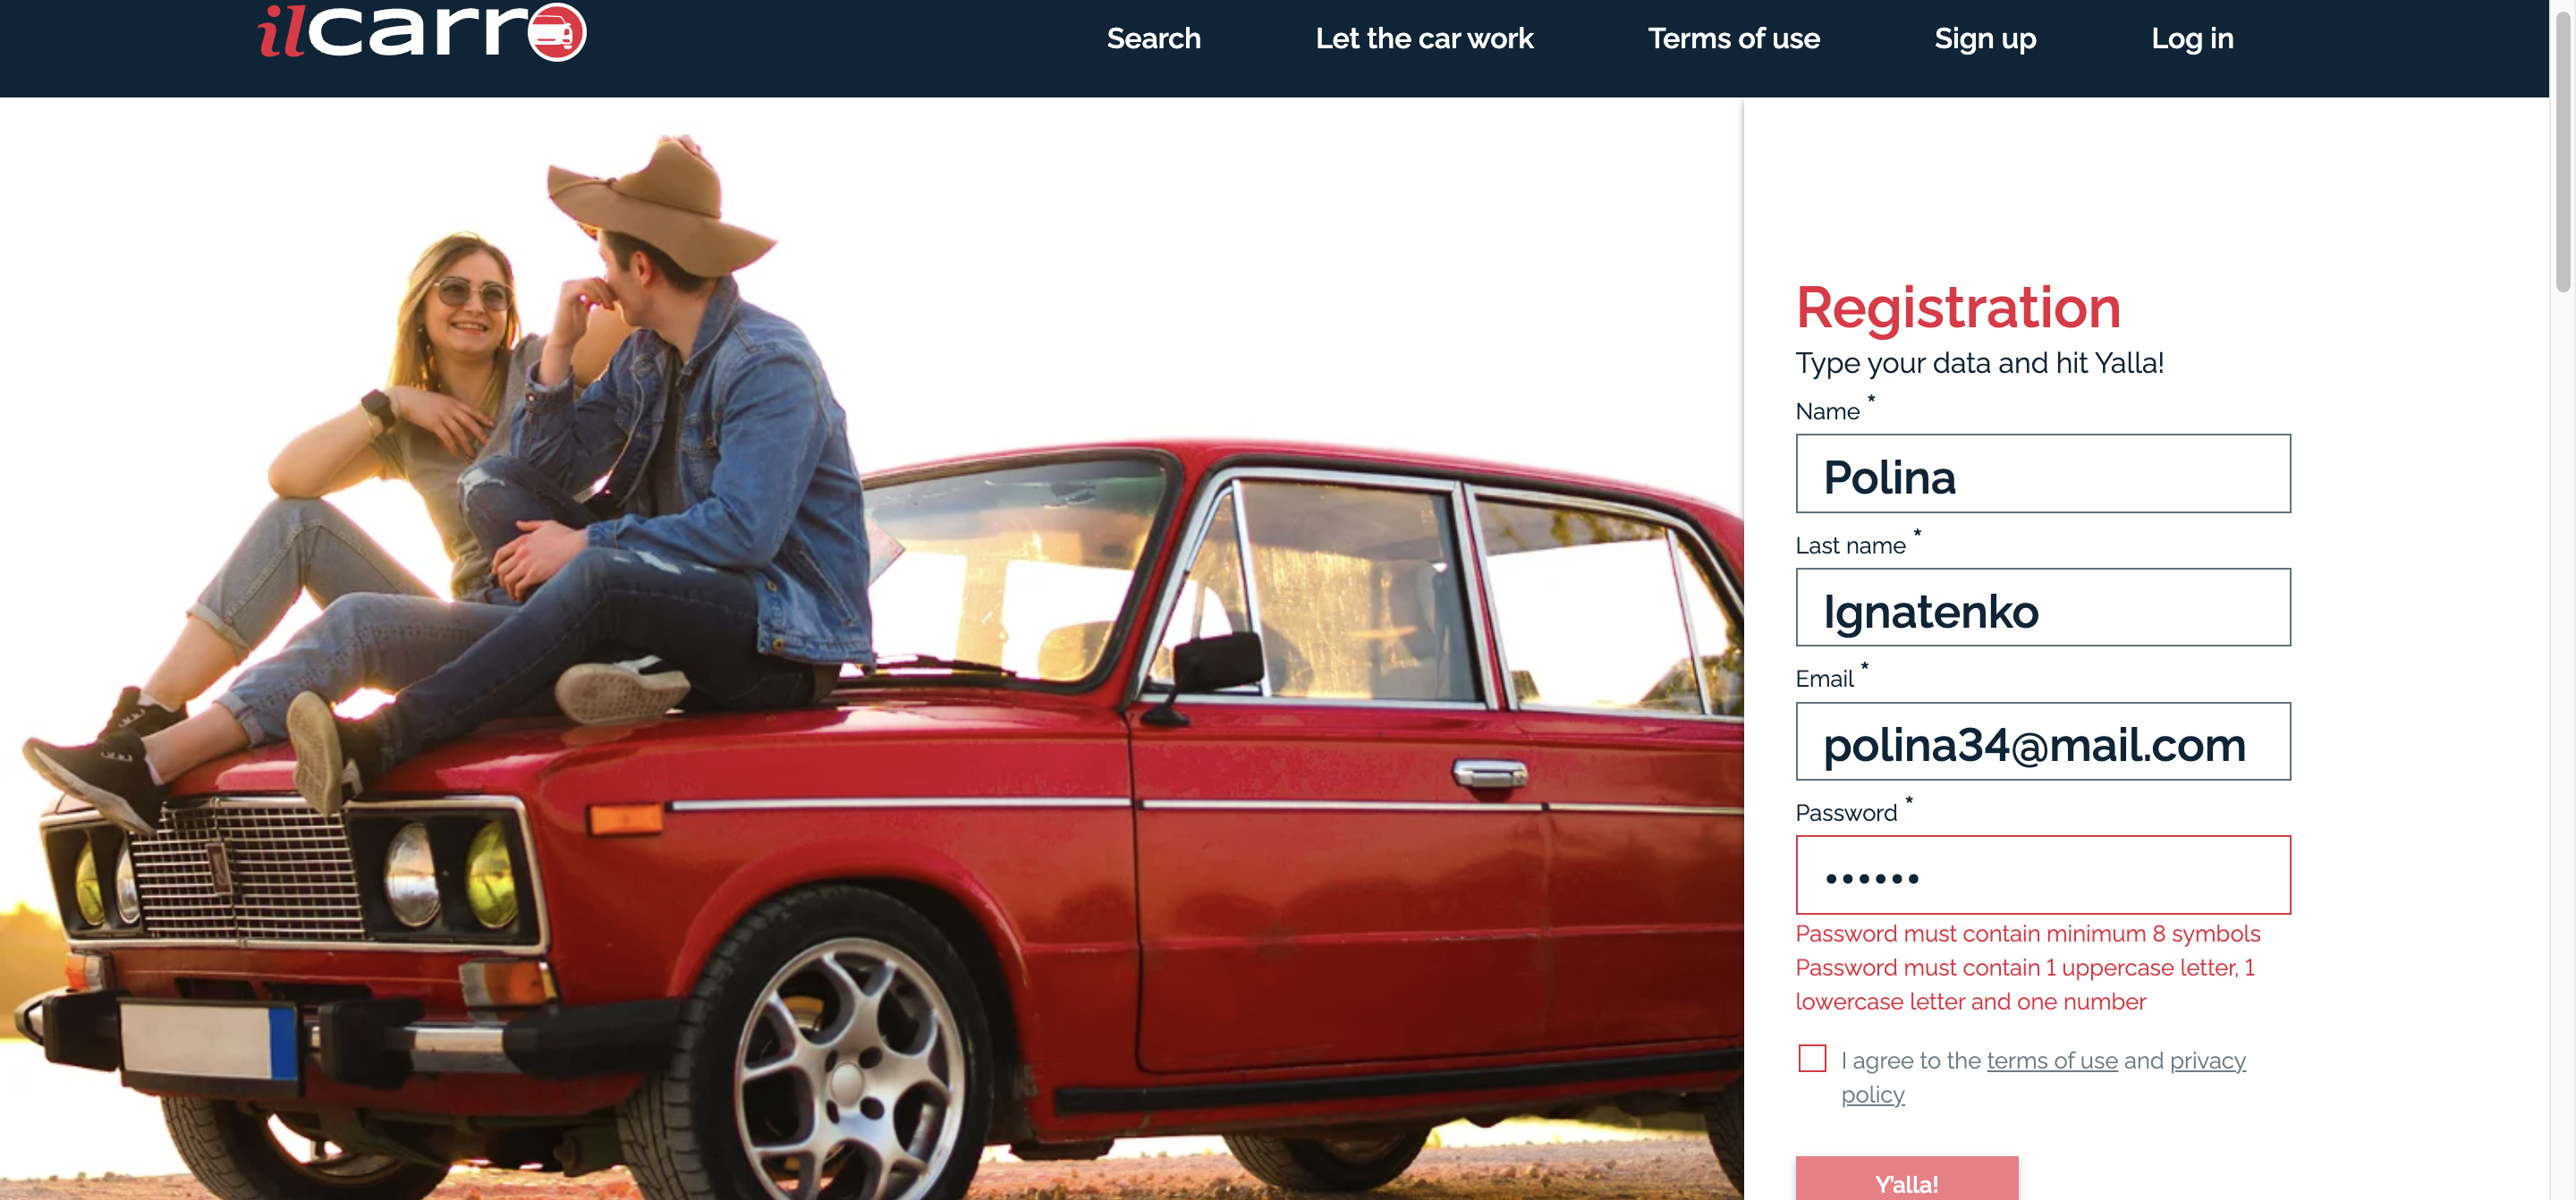 ilcarro
Search Let the car work Terms of use Sign up Log in
Registration
Type your data and hit Yalla!
Name *
Polina
Last name *
Ignatenko
Email *
polina34@mail.com
Password *
••••••
Password must contain minimum 8 symbols
Password must contain 1 uppercase letter, 1
lowercase letter and one number
I agree to the terms of use and privacy
policy
Y'alla!